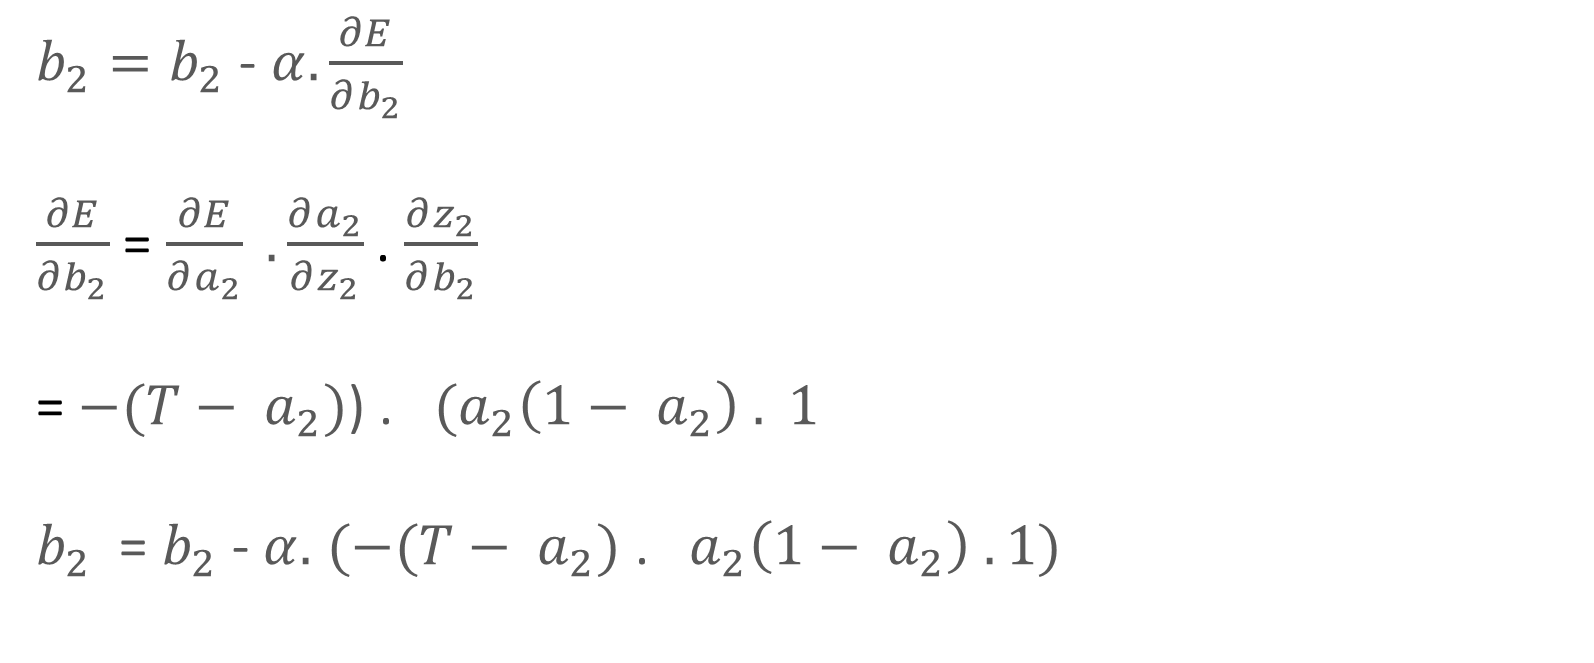 b₂ = b₂ - α. ∂E/∂b₂
∂E/∂b₂ = ∂E/∂a₂ . ∂a₂/∂z₂ . ∂z₂/∂b₂
= −(T − a₂)) . (a₂(1 − a₂) . 1
b₂ = b₂ - α. (−(T − a₂) . a₂(1 − a₂) . 1)